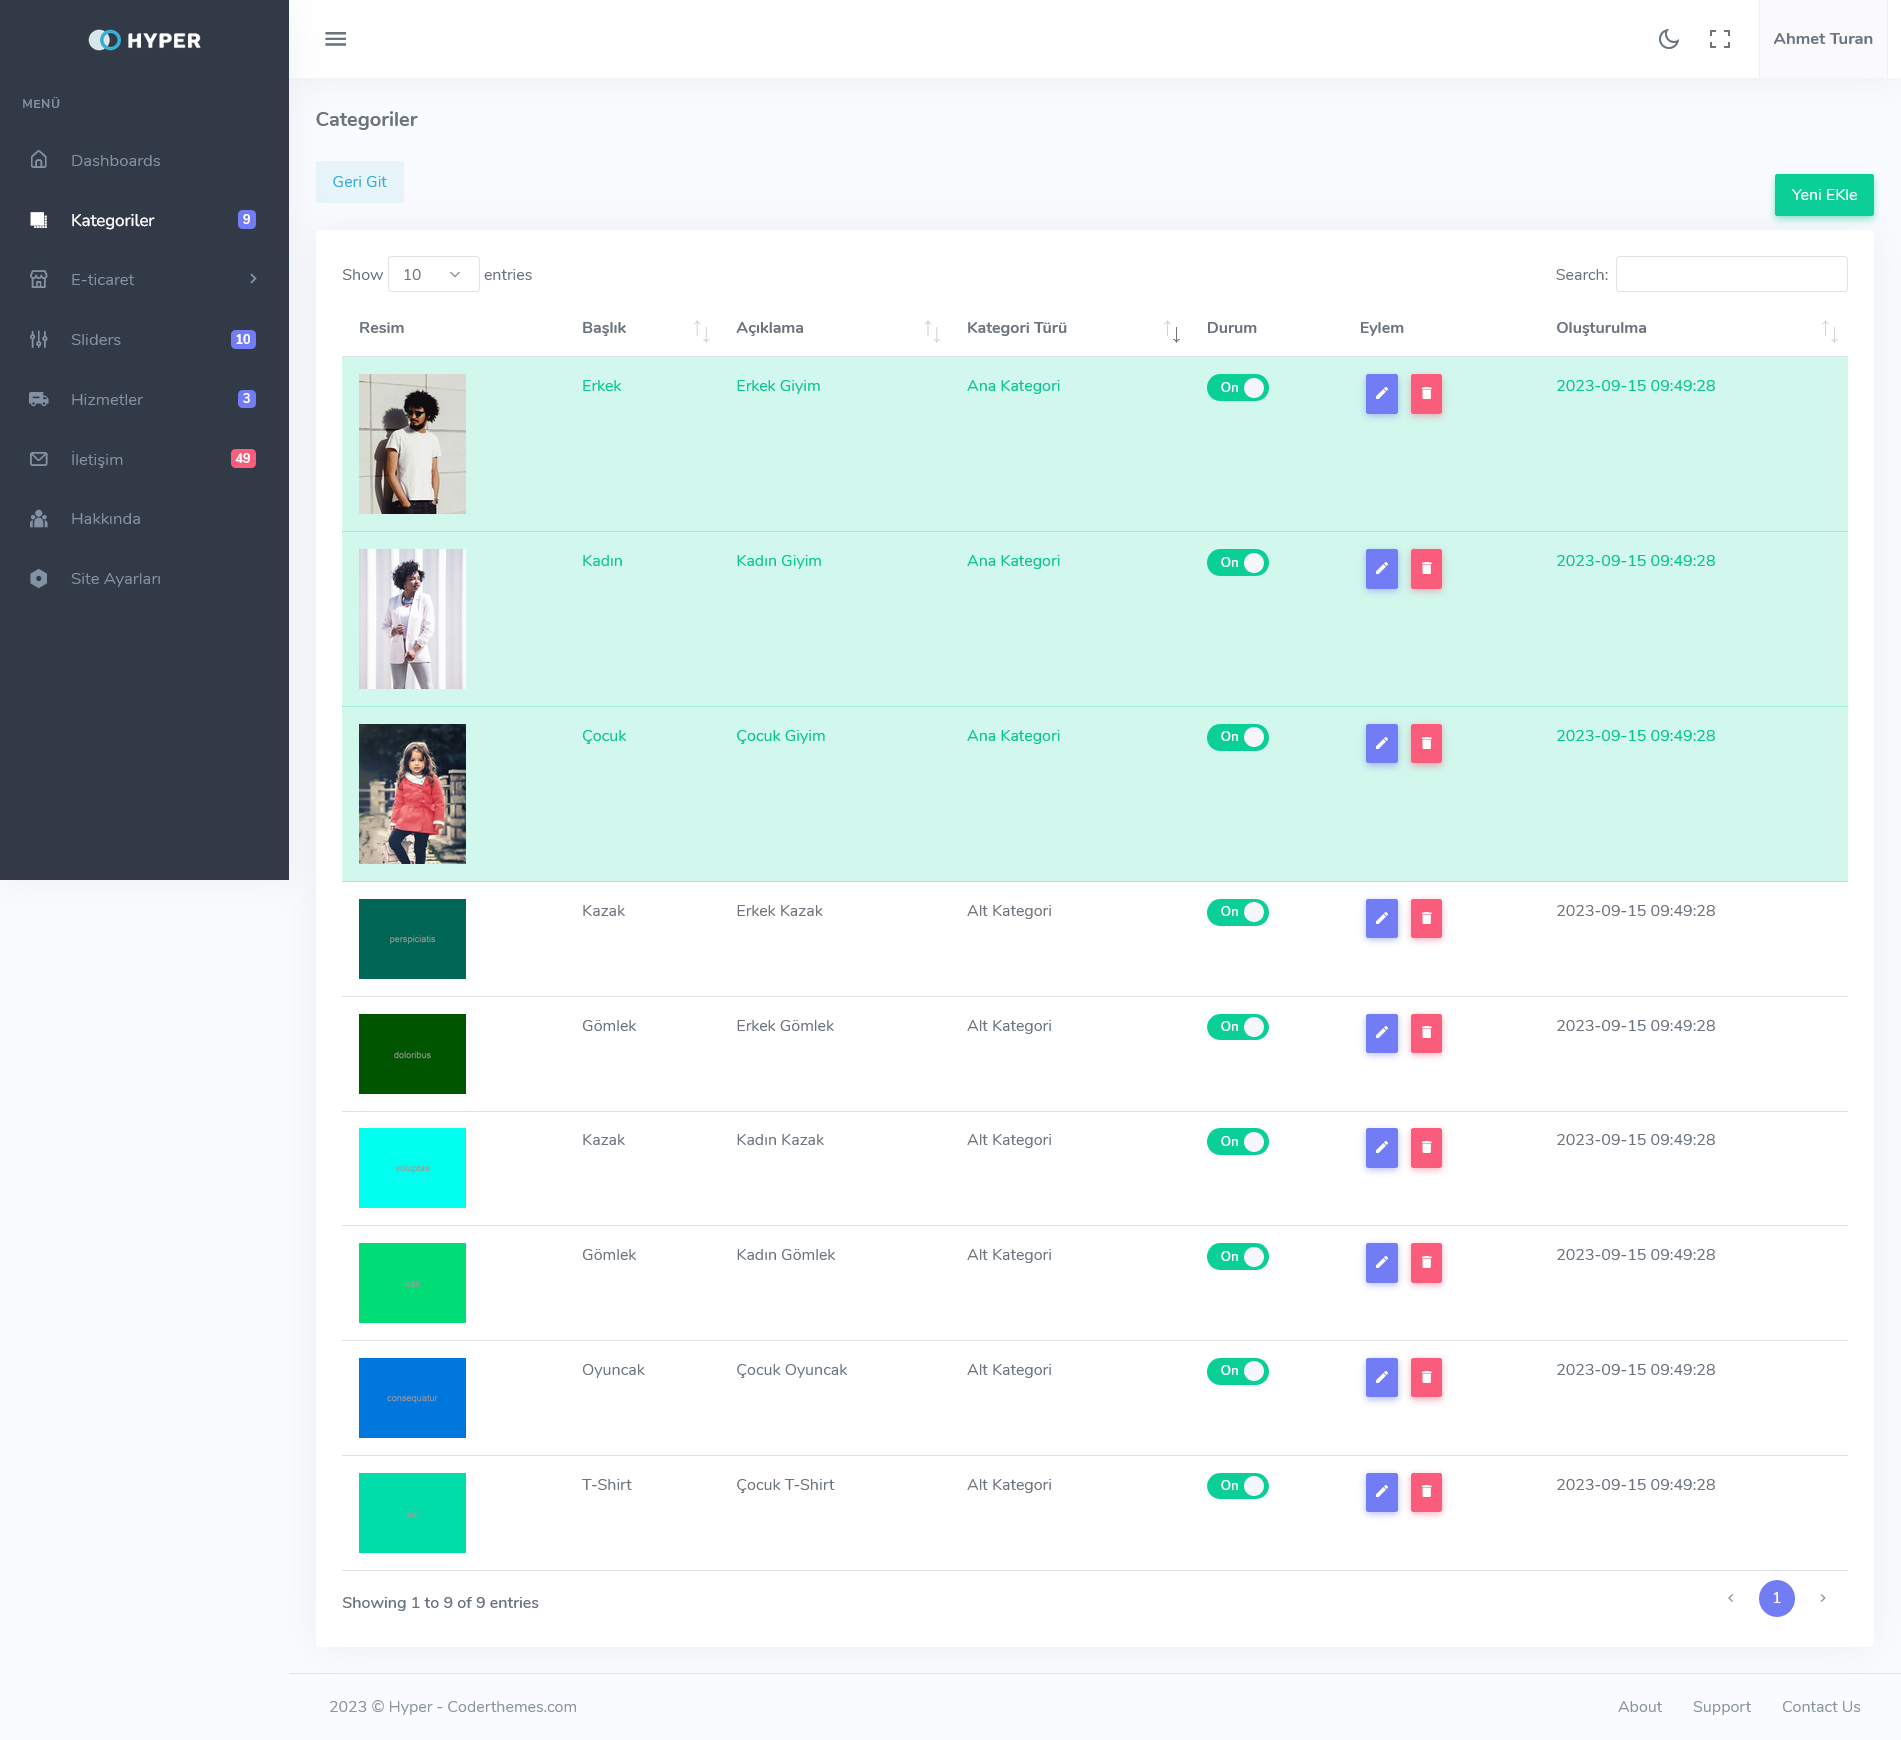 HYPER
Ahmet Turan
MENÜ
Dashboards
Kategoriler 9
E-ticaret
Sliders 10
Hizmetler 3
İletişim 49
Hakkında
Site Ayarları
Categoriler
Geri Git
Yeni EKle
Show 10 entries
Search:
Resim Başlık Açıklama Kategori Türü Durum Eylem Oluşturulma
Erkek Erkek Giyim Ana Kategori On 2023-09-15 09:49:28
Kadın Kadın Giyim Ana Kategori On 2023-09-15 09:49:28
Çocuk Çocuk Giyim Ana Kategori On 2023-09-15 09:49:28
Kazak Erkek Kazak Alt Kategori On 2023-09-15 09:49:28
perspiciatis
Gömlek Erkek Gömlek Alt Kategori On 2023-09-15 09:49:28
doloribus
Kazak Kadın Kazak Alt Kategori On 2023-09-15 09:49:28
Gömlek Kadın Gömlek Alt Kategori On 2023-09-15 09:49:28
Oyuncak Çocuk Oyuncak Alt Kategori On 2023-09-15 09:49:28
consequatur
T-Shirt Çocuk T-Shirt Alt Kategori On 2023-09-15 09:49:28
Showing 1 to 9 of 9 entries
1
2023 © Hyper - Coderthemes.com
About Support Contact Us